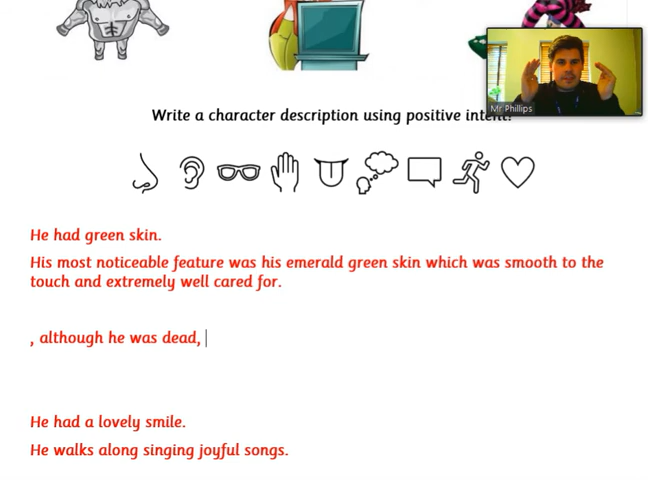 Mr Phillips
Write a character description using positive intent.
He had green skin.
His most noticeable feature was his emerald green skin which was smooth to the
touch and extremely well cared for.
, although he was dead,
He had a lovely smile.
He walks along singing joyful songs.